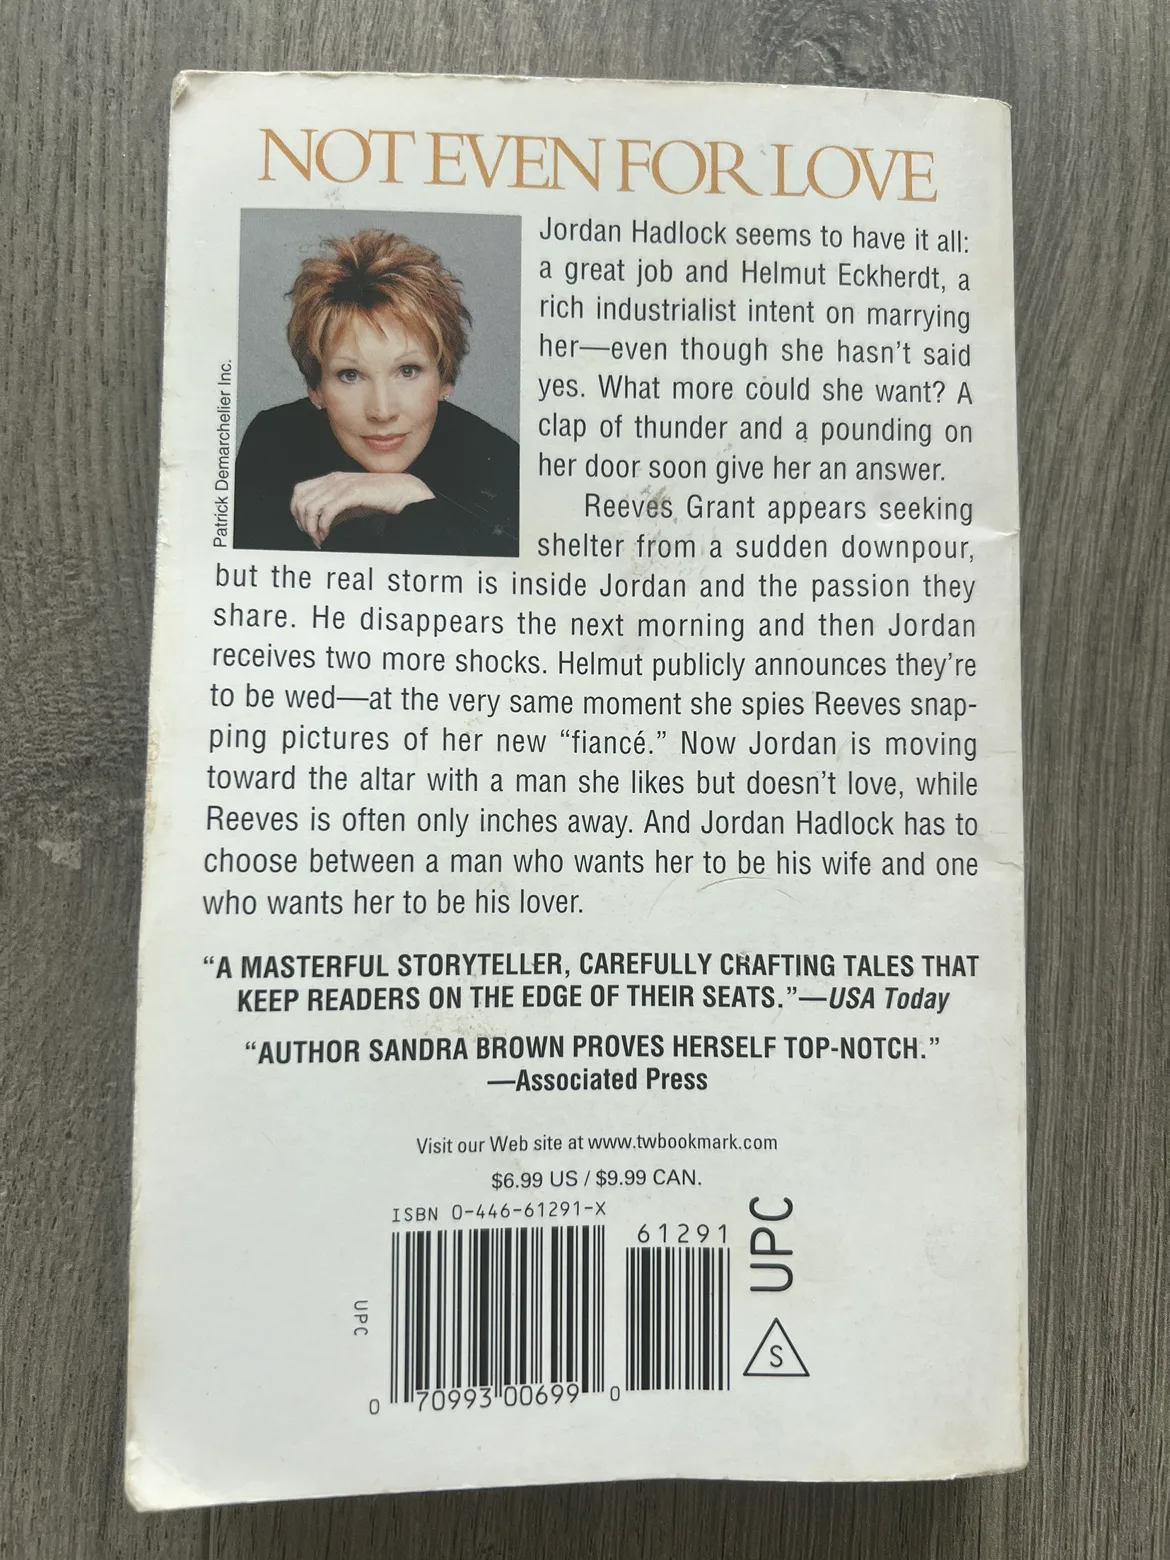 NOT EVEN FOR LOVE
Patrick Demarchelier Inc.
Jordan Hadlock seems to have it all:
a great job and Helmut Eckherdt, a
rich industrialist intent on marrying
her—even though she hasn't said
yes. What more could she want? A
clap of thunder and a pounding on
her door soon give her an answer.
Reeves Grant appears seeking
shelter from a sudden downpour,
but the real storm is inside Jordan and the passion they
share. He disappears the next morning and then Jordan
receives two more shocks. Helmut publicly announces they're
to be wed—at the very same moment she spies Reeves snap-
ping pictures of her new “fiancé.” Now Jordan is moving
toward the altar with a man she likes but doesn't love, while
Reeves is often only inches away. And Jordan Hadlock has to
choose between a man who wants her to be his wife and one
who wants her to be his lover.
“A MASTERFUL STORYTELLER, CAREFULLY CRAFTING TALES THAT
KEEP READERS ON THE EDGE OF THEIR SEATS.”—USA Today
“AUTHOR SANDRA BROWN PROVES HERSELF TOP-NOTCH.”
—Associated Press
Visit our Web site at www.twbookmark.com
$6.99 US / $9.99 CAN.
ISBN 0-446-61291-X
61291
UPC
UPC
S
0 70993 00699 0